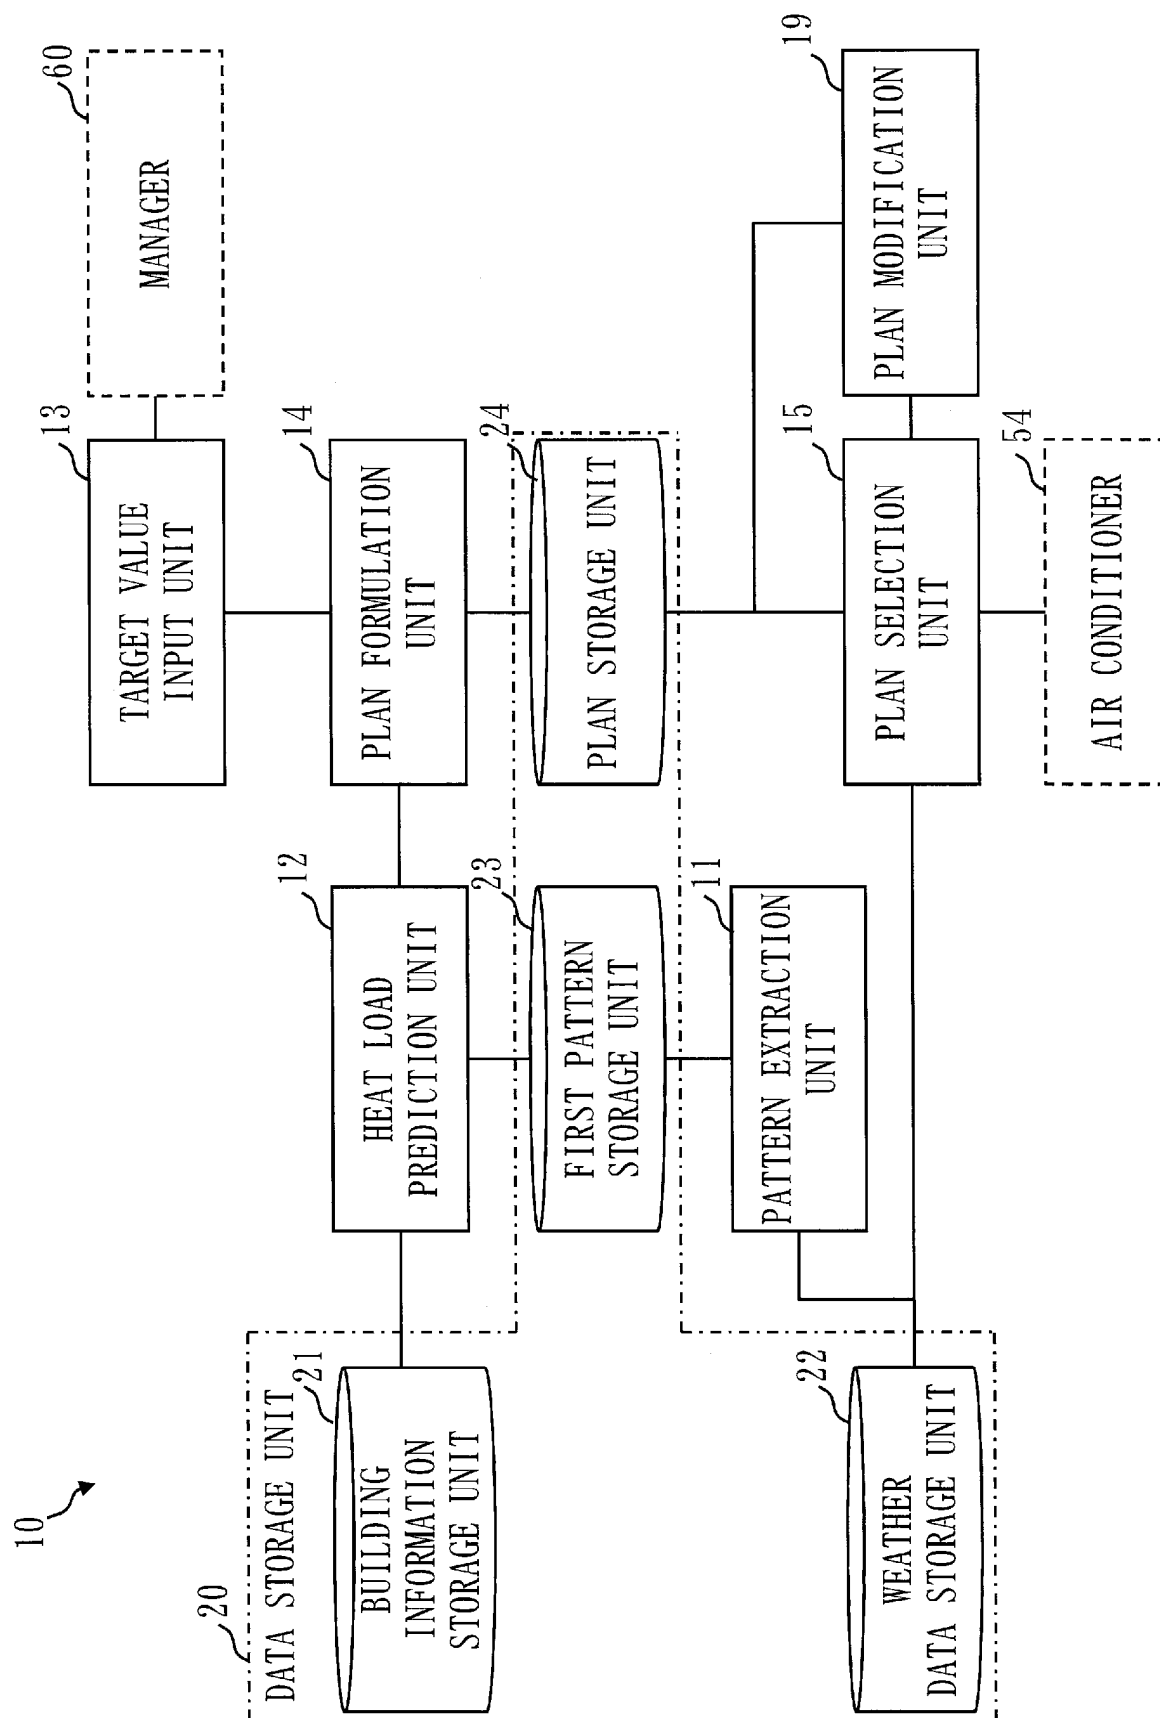 10
20
DATA STORAGE UNIT
21
BUILDING
INFORMATION
STORAGE UNIT
22
WEATHER
DATA STORAGE UNIT
12
HEAT LOAD
PREDICTION UNIT
23
FIRST PATTERN
STORAGE UNIT
11
PATTERN EXTRACTION
UNIT
13
TARGET VALUE
INPUT UNIT
14
PLAN FORMULATION
UNIT
24
PLAN STORAGE UNIT
15
PLAN SELECTION
UNIT
54
AIR CONDITIONER
60
MANAGER
19
PLAN MODIFICATION
UNIT